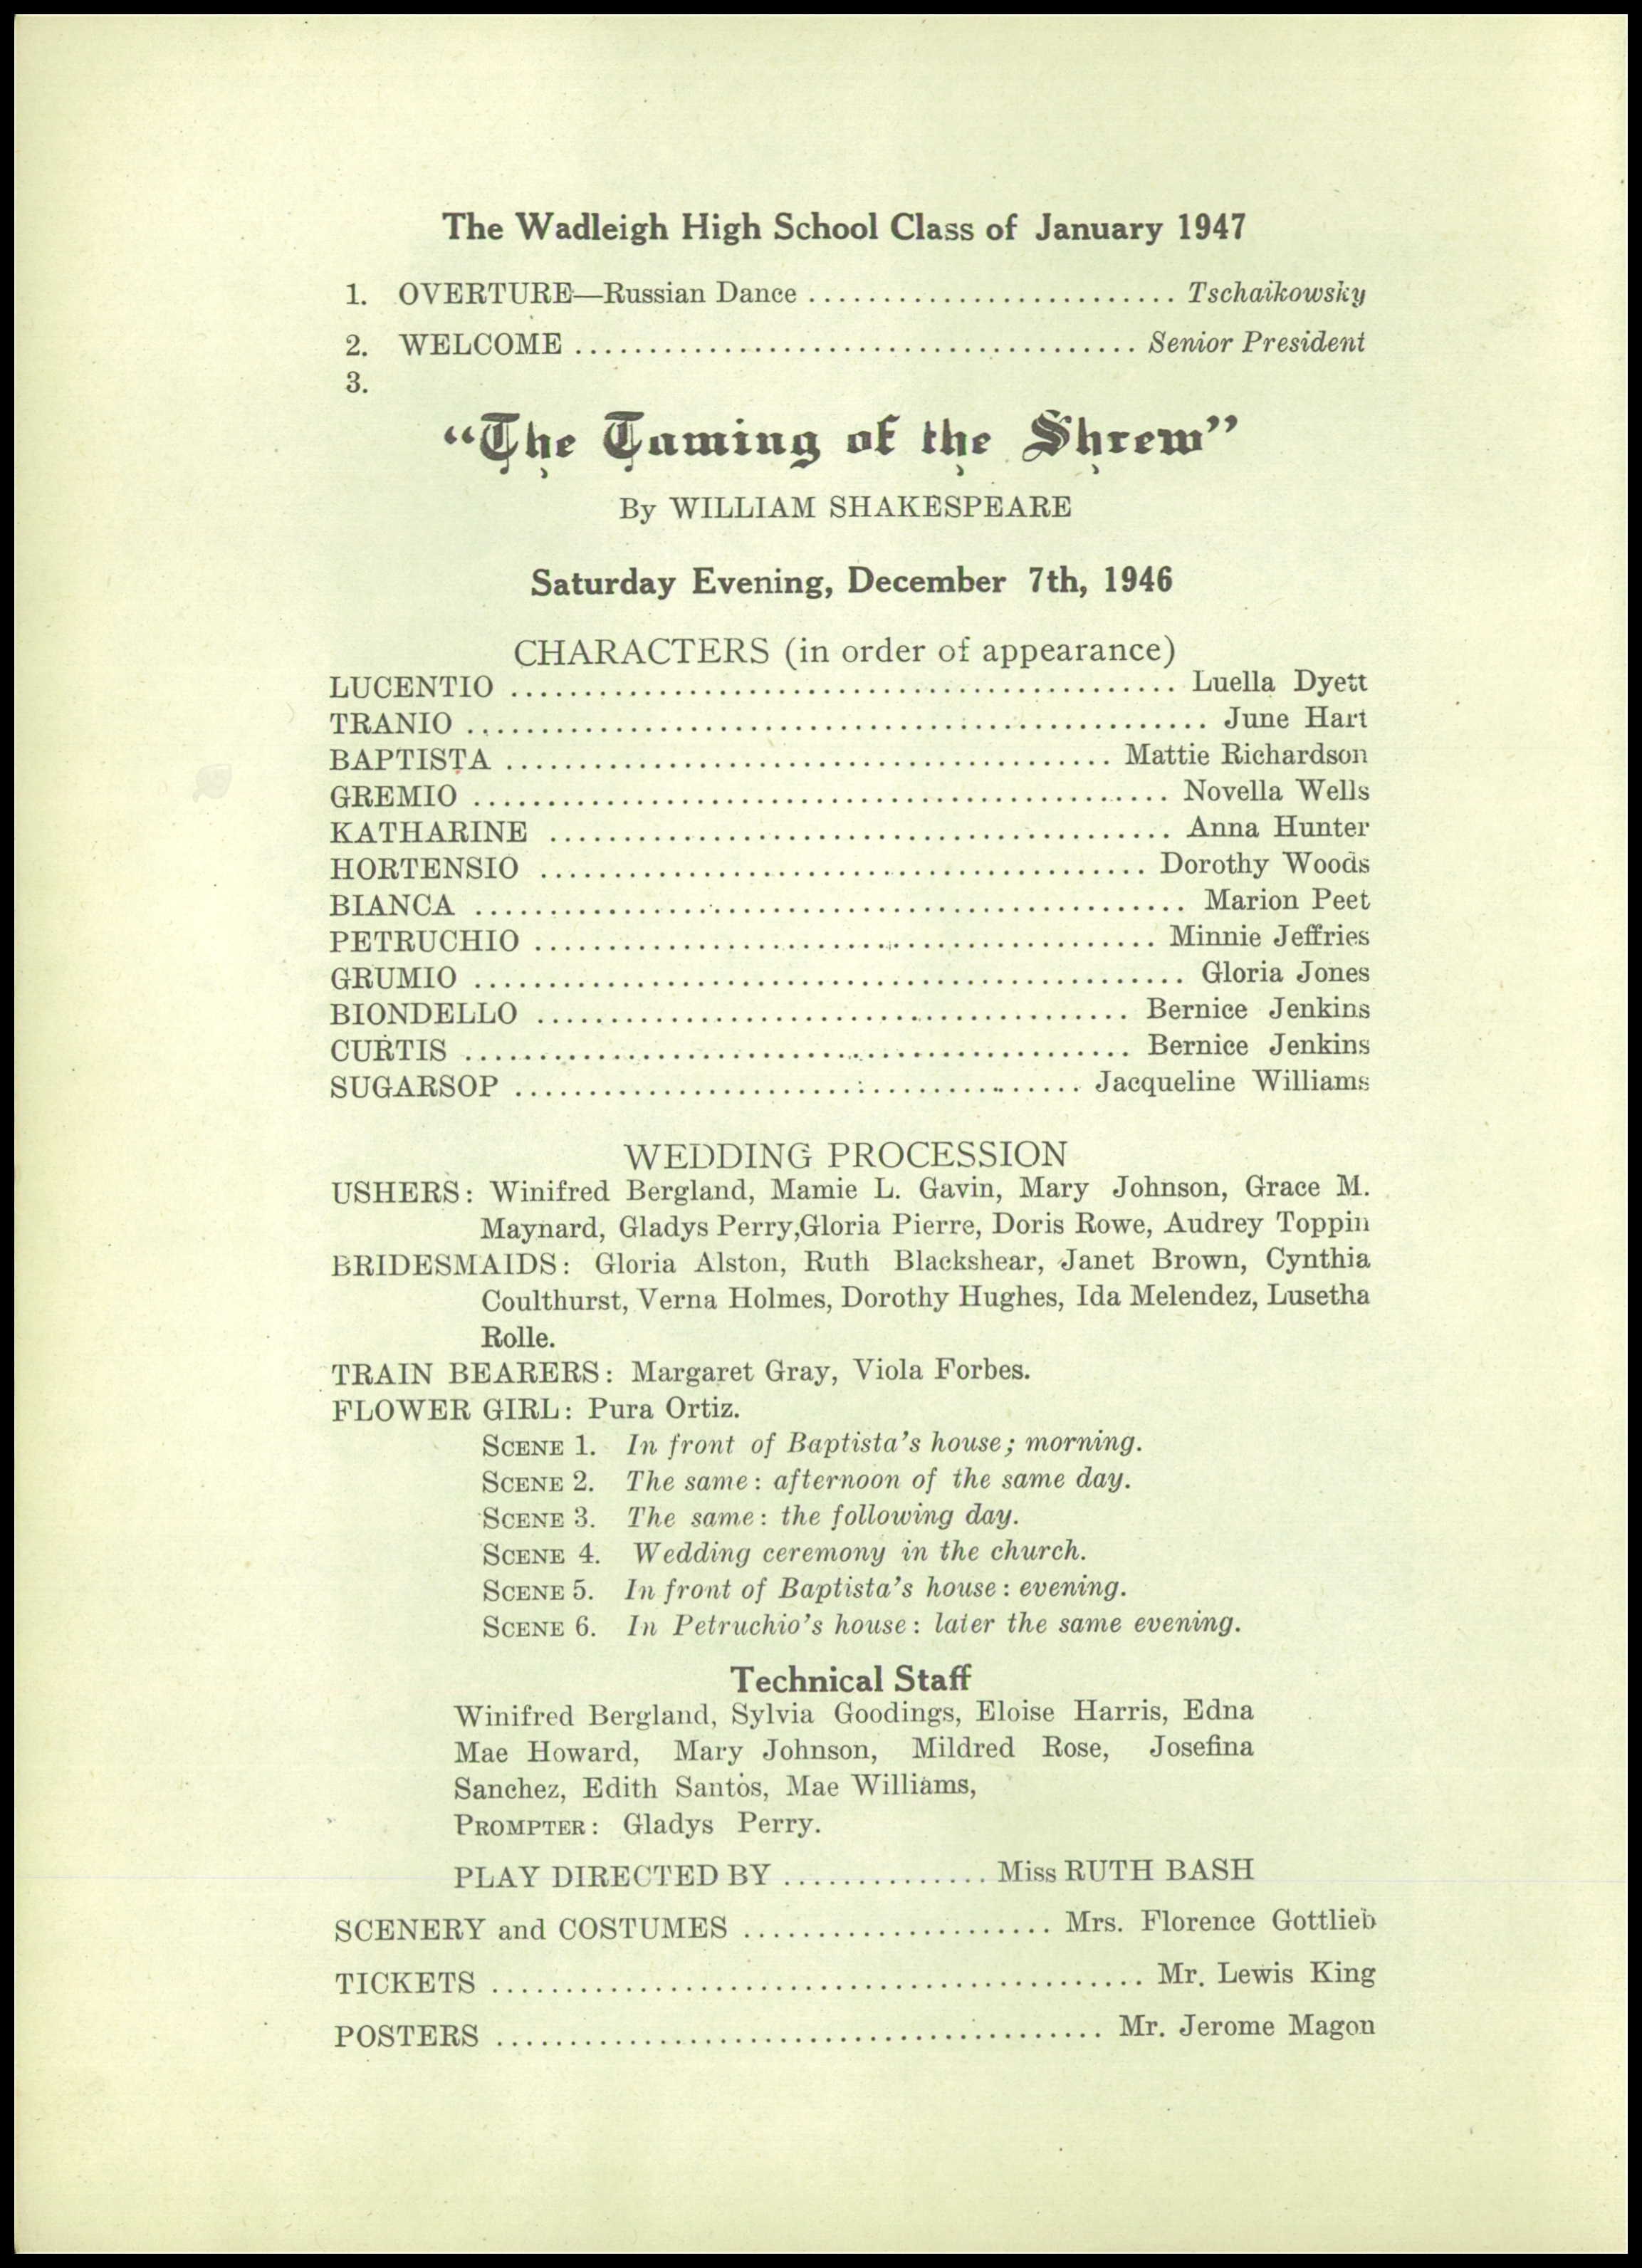 The Wadleigh High School Class of January 1947
1. OVERTURE—Russian Dance ......................... Tschaikowsky
2. WELCOME ...................................... Senior President
3.
"The Taming of the Shrew"
By WILLIAM SHAKESPEARE
Saturday Evening, December 7th, 1946
CHARACTERS (in order of appearance)
LUCENTIO ............................................. Luella Dyett
TRANIO .................................................. June Hart
BAPTISTA ......................................... Mattie Richardson
GREMIO ............................................... Novella Wells
KATHARINE .......................................... Anna Hunter
HORTENSIO ......................................... Dorothy Woods
BIANCA ................................................ Marion Peet
PETRUCHIO .......................................... Minnie Jeffries
GRUMIO ................................................ Gloria Jones
BIONDELLO ........................................ Bernice Jenkins
CURTIS ............................................. Bernice Jenkins
SUGARSOP ...................................... Jacqueline Williams
WEDDING PROCESSION
USHERS: Winifred Bergland, Mamie L. Gavin, Mary Johnson, Grace M.
Maynard, Gladys Perry,Gloria Pierre, Doris Rowe, Audrey Toppin
BRIDESMAIDS: Gloria Alston, Ruth Blackshear, Janet Brown, Cynthia
Coulthurst, Verna Holmes, Dorothy Hughes, Ida Melendez, Lusetha
Rolle.
TRAIN BEARERS: Margaret Gray, Viola Forbes.
FLOWER GIRL: Pura Ortiz.
SCENE 1. In front of Baptista's house; morning.
SCENE 2. The same: afternoon of the same day.
SCENE 3. The same: the following day.
SCENE 4. Wedding ceremony in the church.
SCENE 5. In front of Baptista's house: evening.
SCENE 6. In Petruchio's house: later the same evening.
Technical Staff
Winifred Bergland, Sylvia Goodings, Eloise Harris, Edna
Mae Howard, Mary Johnson, Mildred Rose, Josefina
Sanchez, Edith Santos, Mae Williams,
PROMPTER: Gladys Perry.
PLAY DIRECTED BY .............. Miss RUTH BASH
SCENERY and COSTUMES ..................... Mrs. Florence Gottlieb
TICKETS ............................................ Mr. Lewis King
POSTERS ......................................... Mr. Jerome Magon